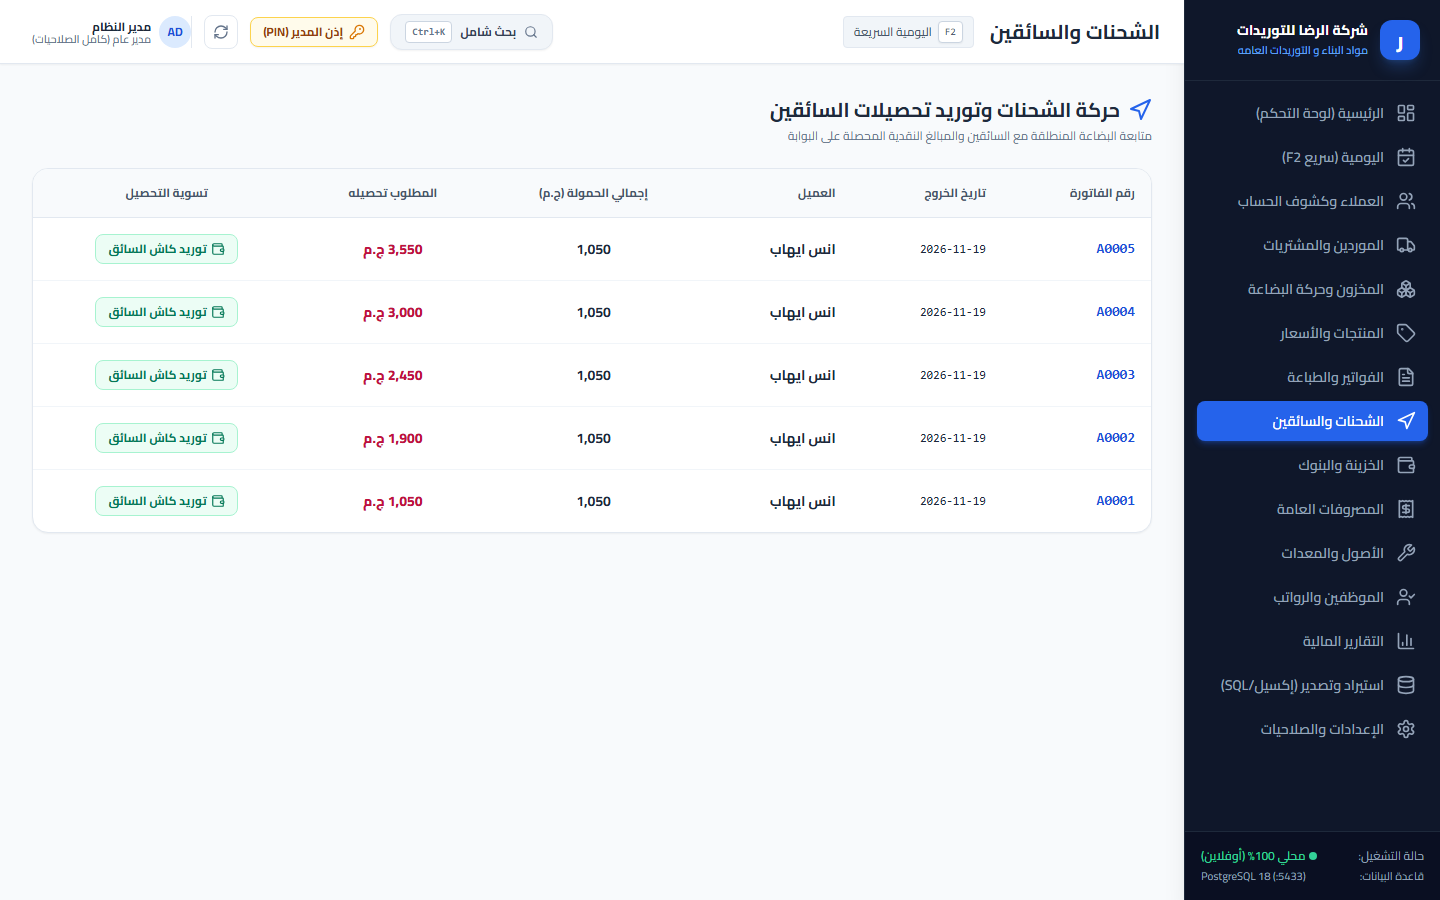 ر
شركة الرضا للتوريدات
مواد البناء و التوريدات العامه
الرئيسية (لوحة التحكم)
اليومية (سريع F2)
العملاء وكشوف الحساب
الموردين والمشتريات
المخزون وحركة البضاعة
المنتجات والأسعار
الفواتير والطباعة
الشحنات والسائقين
الخزينة والبنوك
المصروفات العامة
الأصول والمعدات
الموظفين والرواتب
التقارير المالية
استيراد وتصدير (إكسيل/SQL)
الإعدادات والصلاحيات
حالة التشغيل: محلي 100% (أوفلاين)
قاعدة البيانات: PostgreSQL 18 (:5433)
الشحنات والسائقين
F2 اليومية السريعة
بحث شامل Ctrl+K
إذن المدير (PIN)
AD
مدير النظام
مدير عام (كامل الصلاحيات)
حركة الشحنات وتوريد تحصيلات السائقين
متابعة البضاعة المنطلقة مع السائقين والمبالغ النقدية المحصلة على البوابة
رقم الفاتورة تاريخ الخروج العميل إجمالي الحمولة (ج.م) المطلوب تحصيله تسوية التحصيل
A0005 2026-11-19 انس ايهاب 1,050 3,550 ج.م توريد كاش السائق
A0004 2026-11-19 انس ايهاب 1,050 3,000 ج.م توريد كاش السائق
A0003 2026-11-19 انس ايهاب 1,050 2,450 ج.م توريد كاش السائق
A0002 2026-11-19 انس ايهاب 1,050 1,900 ج.م توريد كاش السائق
A0001 2026-11-19 انس ايهاب 1,050 1,050 ج.م توريد كاش السائق